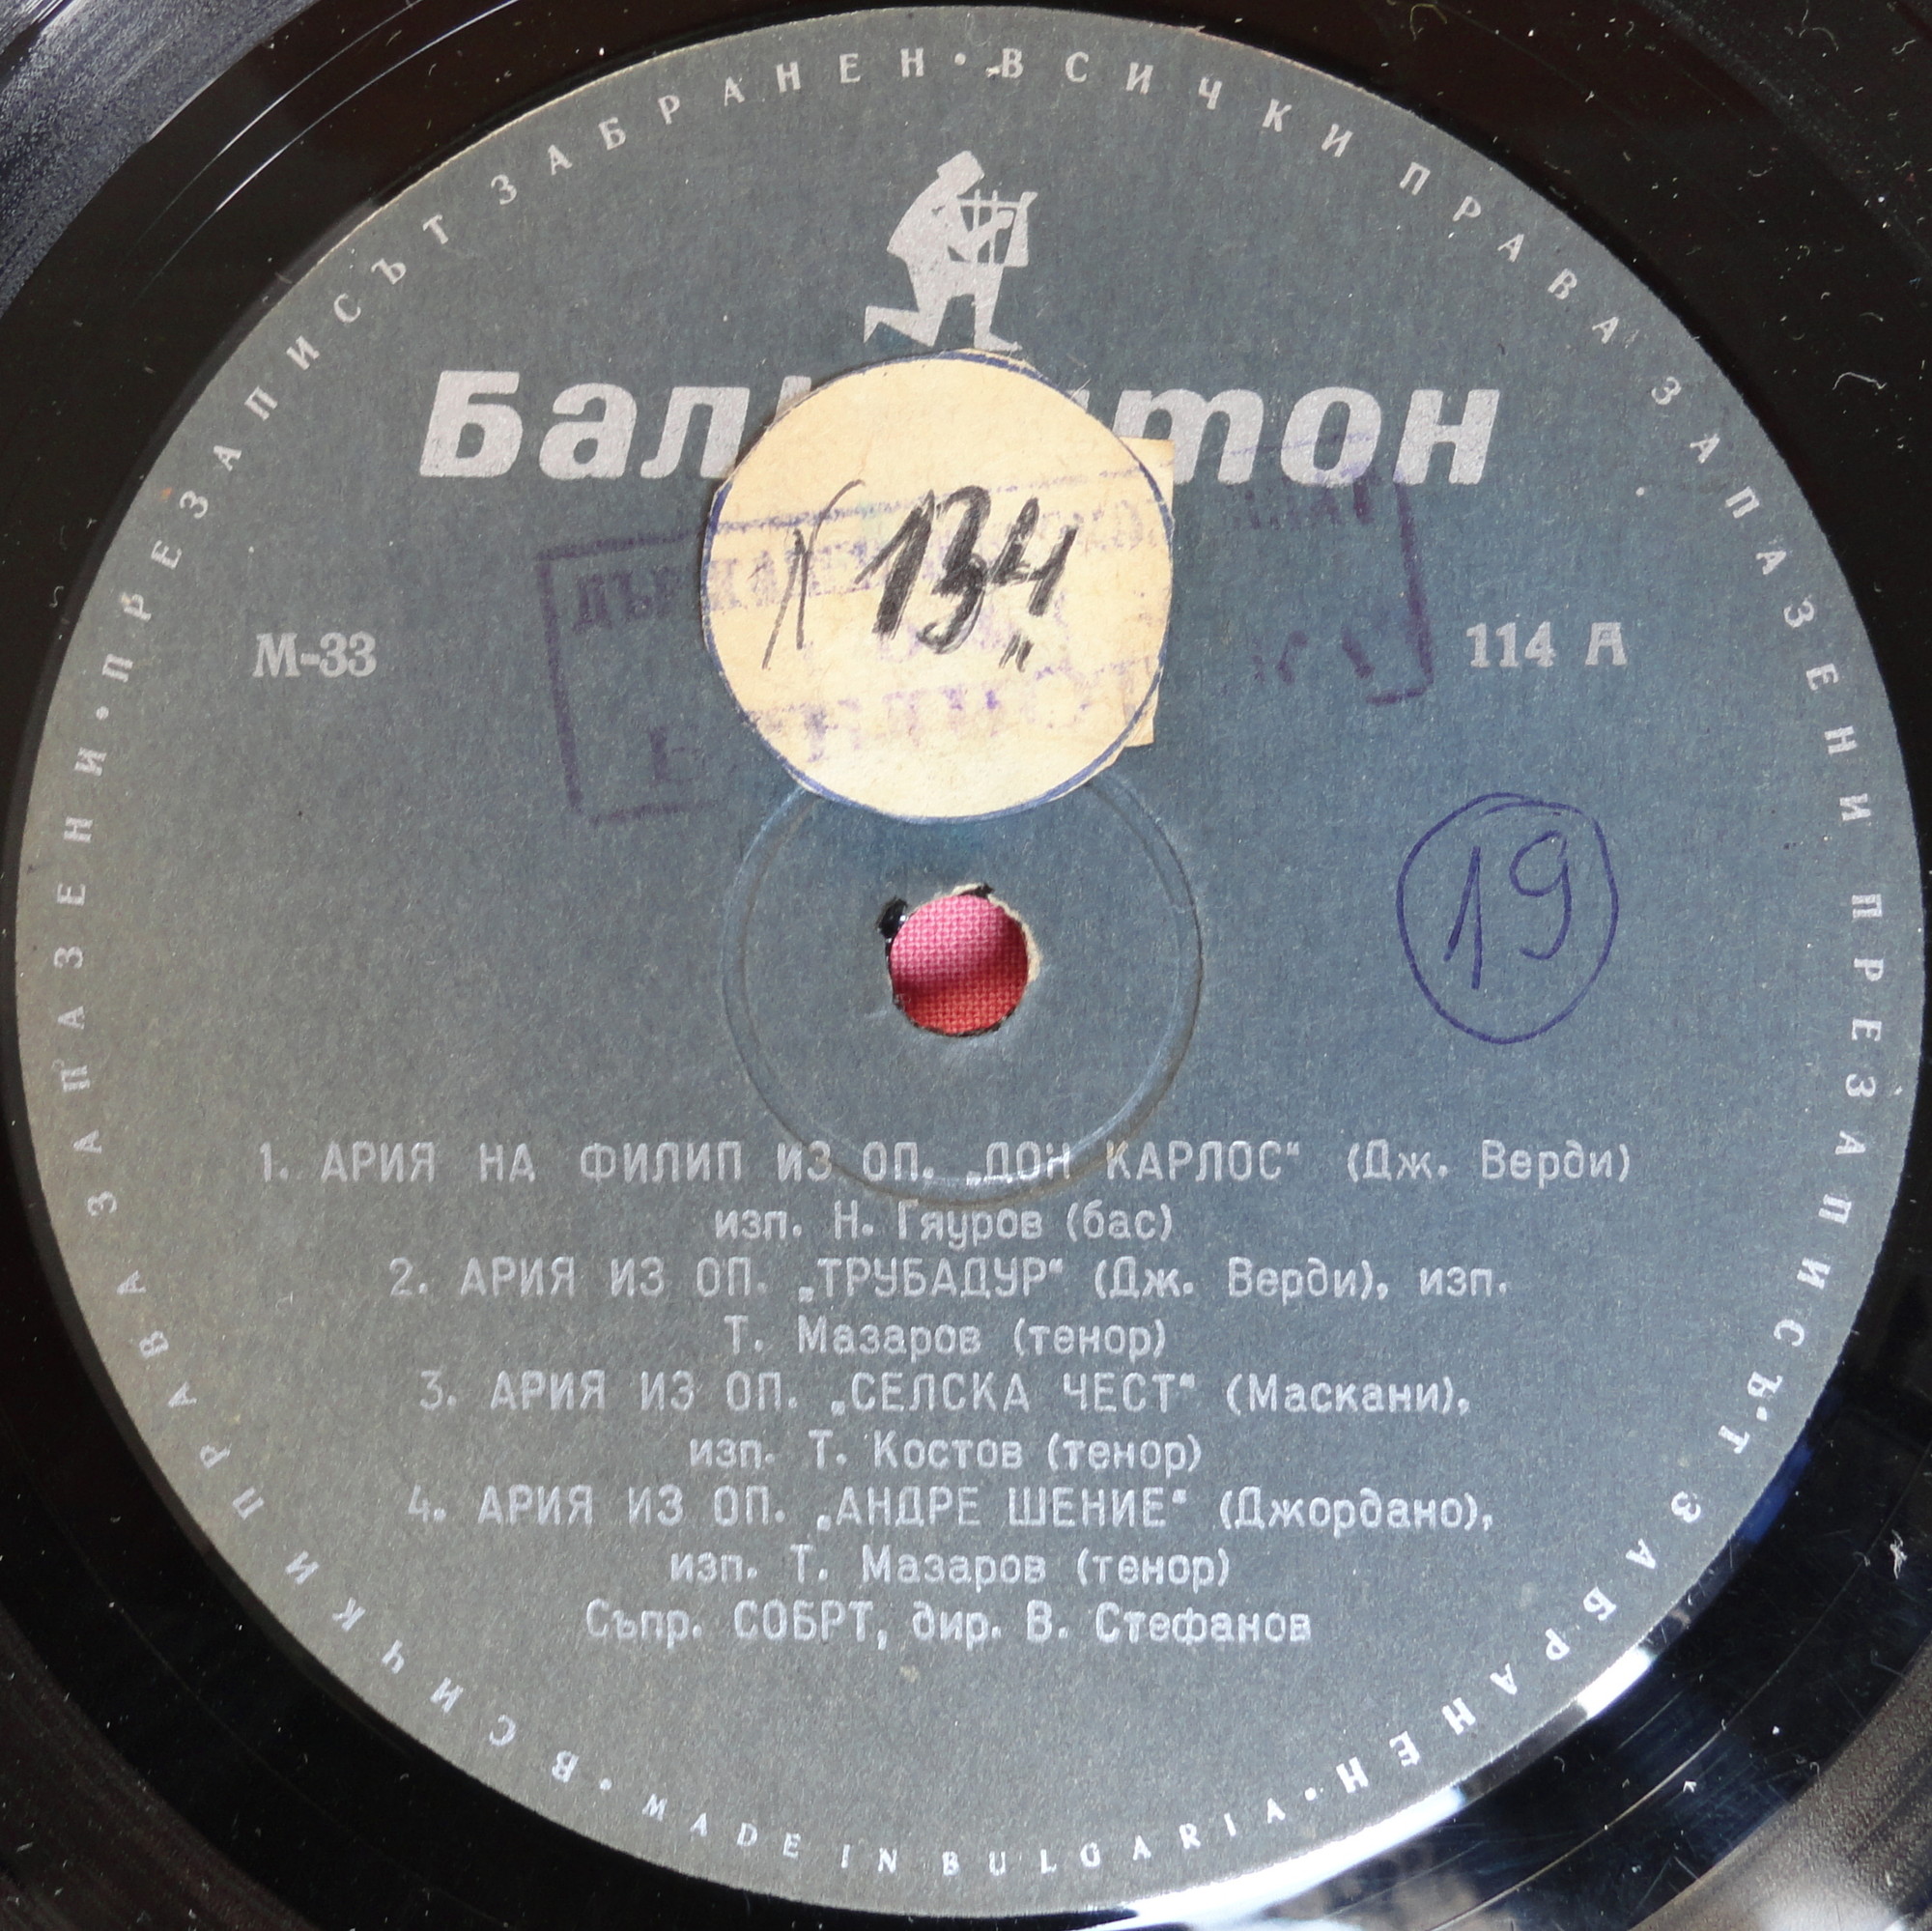 ВСИЧКИ ПРАВА ЗАПАЗЕНИ ПРЕЗАПИСЪТ ЗАБРАНЕН • MADE IN BULGARIA • ВСИЧКИ ПРАВА ЗАПАЗЕНИ • ПРЕЗАПИСЪТ ЗАБРАНЕН •
134
М-33
114 А
19
1. АРИЯ НА ФИЛИП ИЗ ОП. „ДОН КАРЛОС“ (Дж. Верди)
изп. Н. Гяуров (бас)
2. АРИЯ ИЗ ОП. „ТРУБАДУР“ (Дж. Верди), изп.
Т. Мазаров (тенор)
3. АРИЯ ИЗ ОП. „СЕЛСКА ЧЕСТ“ (Маскани),
изп. Т. Костов (тенор)
4. АРИЯ ИЗ ОП. „АНДРЕ ШЕНИЕ“ (Джордано),
изп. Т. Мазаров (тенор)
Съпр. СОБРТ, дир. В. Стефанов